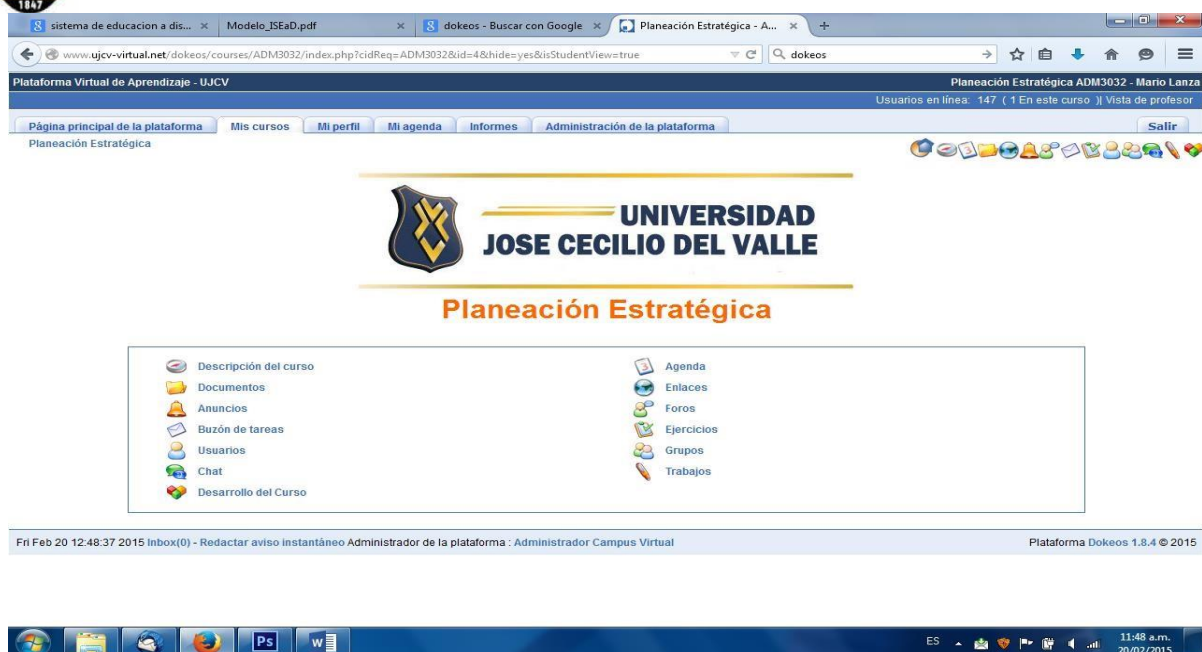 1847
sistema de educacion a dis... × Modelo_ISEaD.pdf × dokeos - Buscar con Google × Planeación Estratégica - A... × +
www.ujcv-virtual.net/dokeos/courses/ADM3032/index.php?cidReq=ADM3032&id=4&hide=yes&isStudentView=true dokeos
Plataforma Virtual de Aprendizaje - UJCV Planeación Estratégica ADM3032 - Mario Lanza
Usuarios en línea: 147 ( 1 En este curso )| Vista de profesor
Página principal de la plataforma Mis cursos Mi perfil Mi agenda Informes Administración de la plataforma Salir
Planeación Estratégica
UNIVERSIDAD
JOSE CECILIO DEL VALLE
Planeación Estratégica
Descripción del curso Agenda
Documentos Enlaces
Anuncios Foros
Buzón de tareas Ejercicios
Usuarios Grupos
Chat Trabajos
Desarrollo del Curso
Fri Feb 20 12:48:37 2015 Inbox(0) - Redactar aviso instantáneo Administrador de la plataforma : Administrador Campus Virtual Plataforma Dokeos 1.8.4 © 2015
Ps W ES 11:48 a.m.
20/02/2015